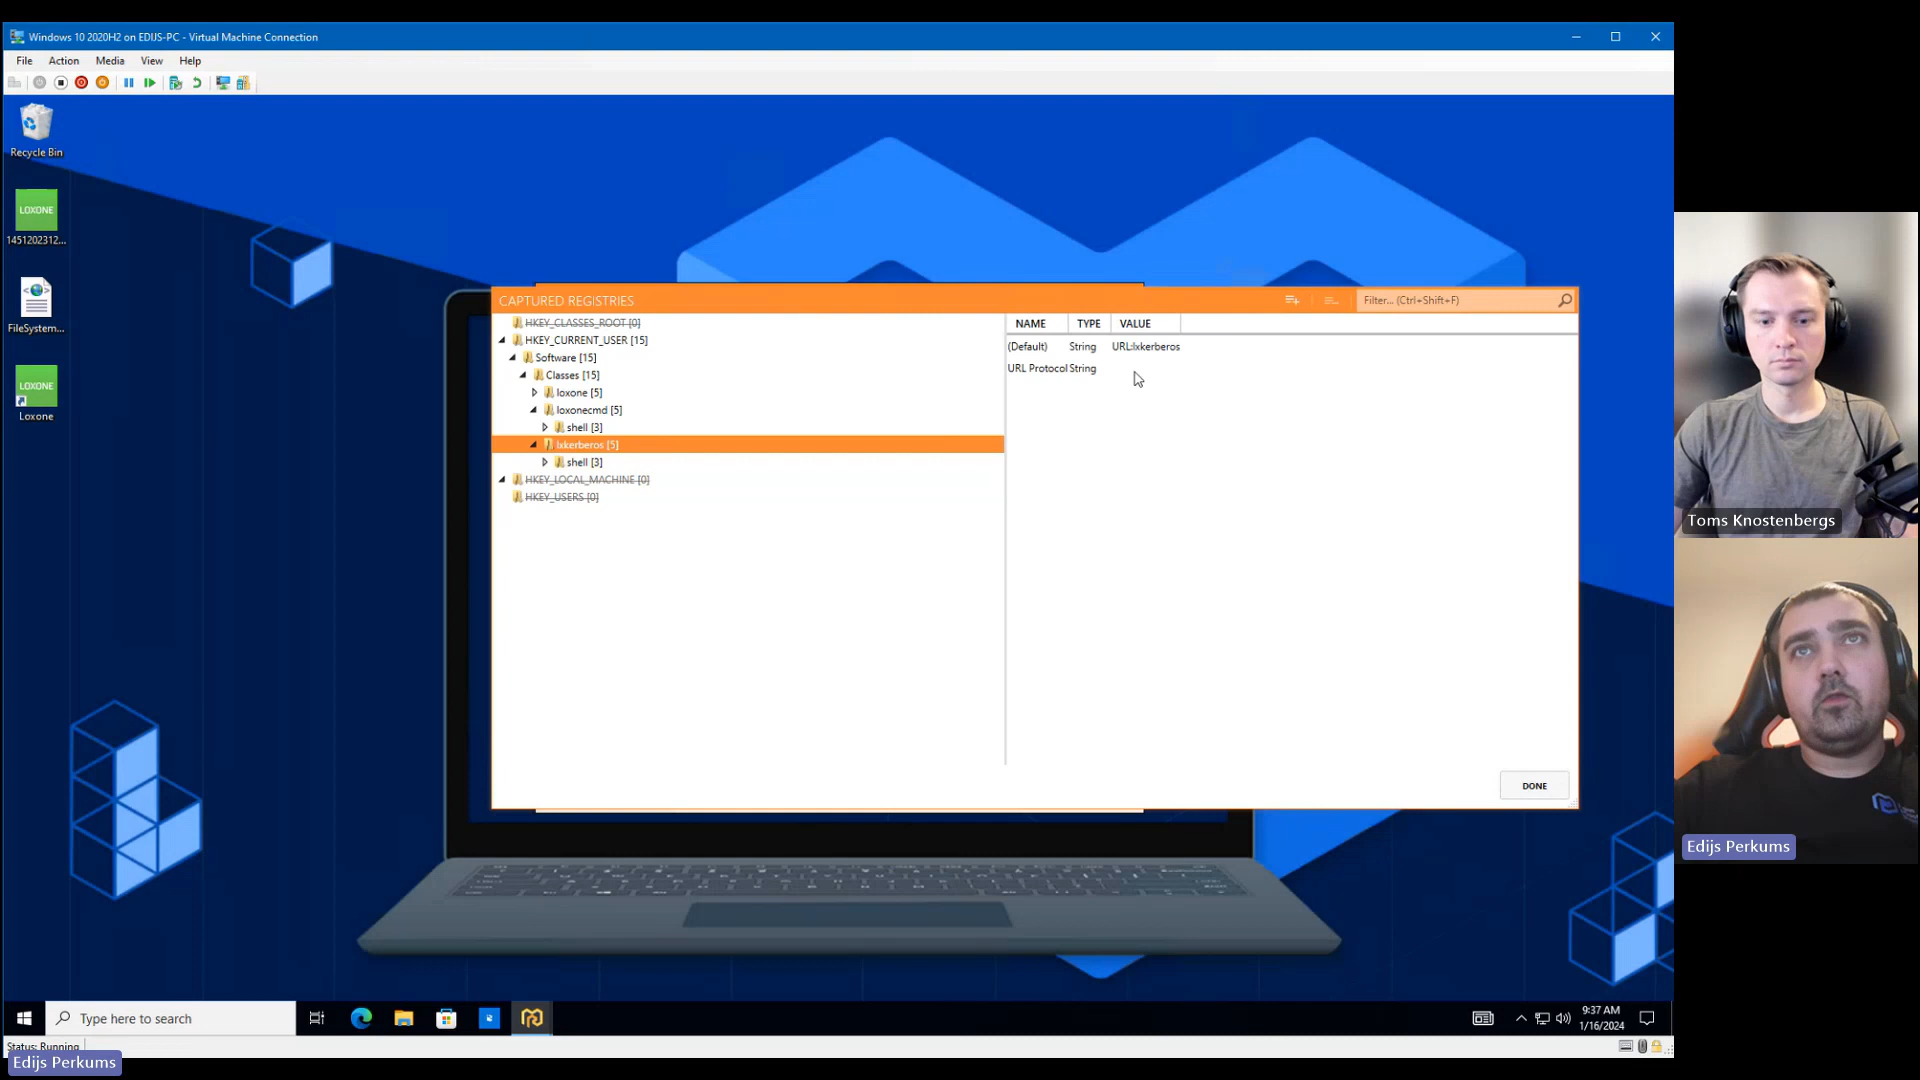 Windows 10 2020H2 on EDIJS-PC - Virtual Machine Connection
File Action Media View Help
Recycle Bin
LOXONE
1451202312...
FileSystem...
LOXONE
Loxone
CAPTURED REGISTRIES
Filter... (Ctrl+Shift+F)
HKEY_CLASSES_ROOT [0]
HKEY_CURRENT_USER [15]
Software [15]
Classes [15]
loxone [5]
loxonecmd [5]
shell [3]
lxkerberos [5]
shell [3]
HKEY_LOCAL_MACHINE [0]
HKEY_USERS [0]
NAME TYPE VALUE
(Default) String URL:lxkerberos
URL Protocol String
DONE
Toms Knostenbergs
Edijs Perkums
Type here to search
9:37 AM
1/16/2024
Status: Running
Edijs Perkums